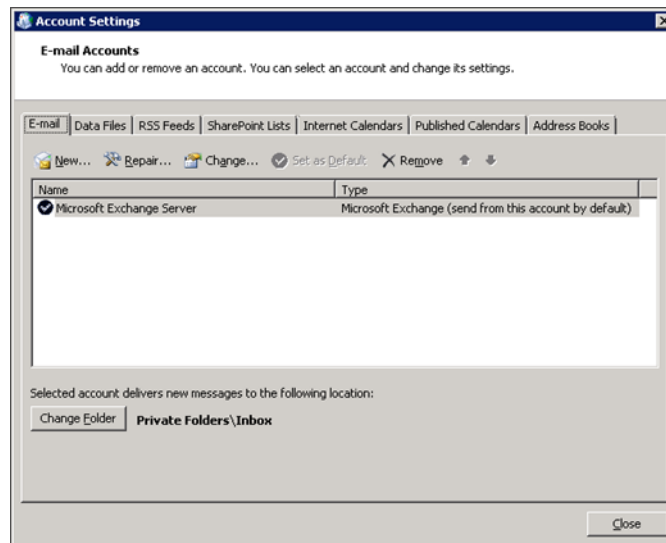 Account Settings
E-mail Accounts
You can add or remove an account. You can select an account and change its settings.
E-mail Data Files RSS Feeds SharePoint Lists Internet Calendars Published Calendars Address Books
New... Repair... Change... Set as Default Remove
Name Type
Microsoft Exchange Server Microsoft Exchange (send from this account by default)
Selected account delivers new messages to the following location:
Change Folder Private Folders\Inbox
Close